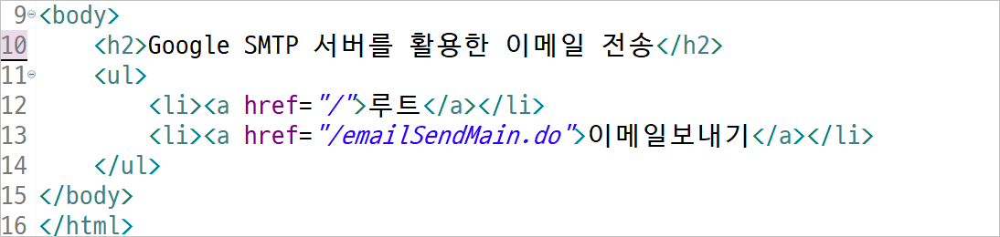 9 <body>
10 <h2>Google SMTP 서버를 활용한 이메일 전송</h2>
11 <ul>
12 <li><a href="/">루트</a></li>
13 <li><a href="/emailSendMain.do">이메일보내기</a></li>
14 </ul>
15 </body>
16 </html>